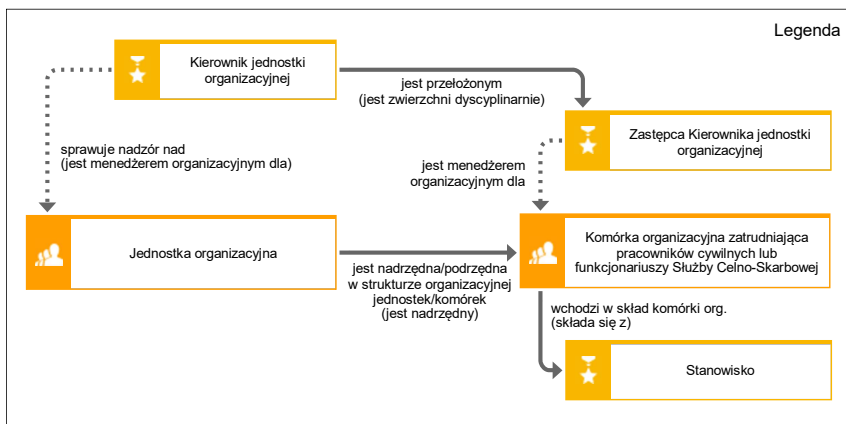 Legenda
Kierownik jednostki
organizacyjnej
jest przełożonym
(jest zwierzchni dyscyplinarnie)
Zastępca Kierownika jednostki
organizacyjnej
sprawuje nadzór nad
(jest menedżerem organizacyjnym dla)
jest menedżerem
organizacyjnym dla
Jednostka organizacyjna
Komórka organizacyjna zatrudniająca
pracowników cywilnych lub
funkcjonariuszy Służby Celno-Skarbowej
jest nadrzędna/podrzędna
w strukturze organizacyjnej
jednostek/komórek
(jest nadrzędny)
wchodzi w skład komórki org.
(składa się z)
Stanowisko